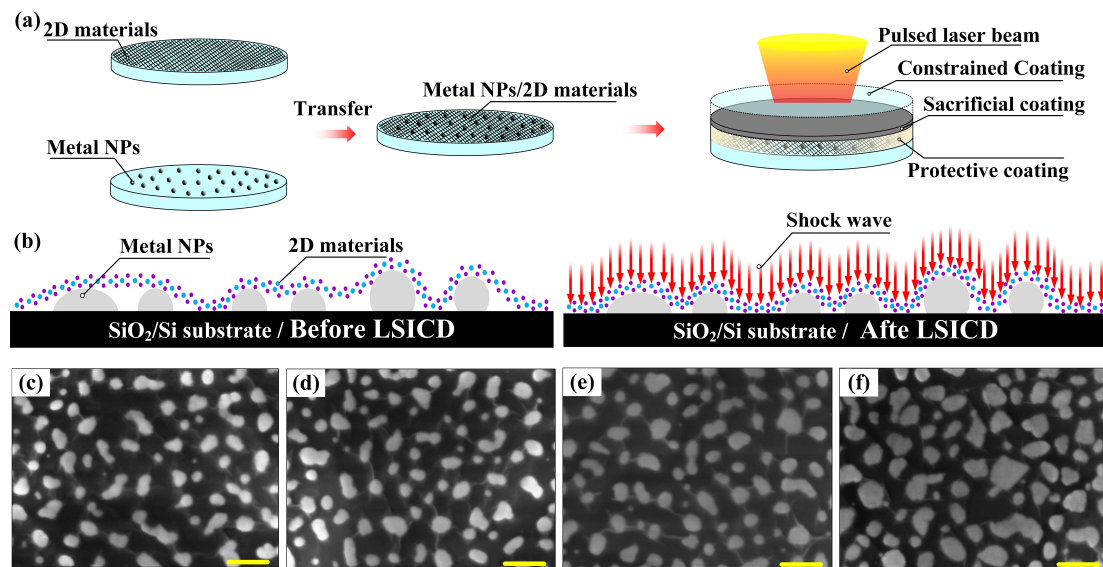 (a)
2D materials
Metal NPs
Transfer
Metal NPs/2D materials
Pulsed laser beam
Constrained Coating
Sacrificial coating
Protective coating
(b)
Metal NPs
2D materials
SiO₂/Si substrate / Before LSICD
Shock wave
SiO₂/Si substrate / Afte LSICD
(c)
(d)
(e)
(f)